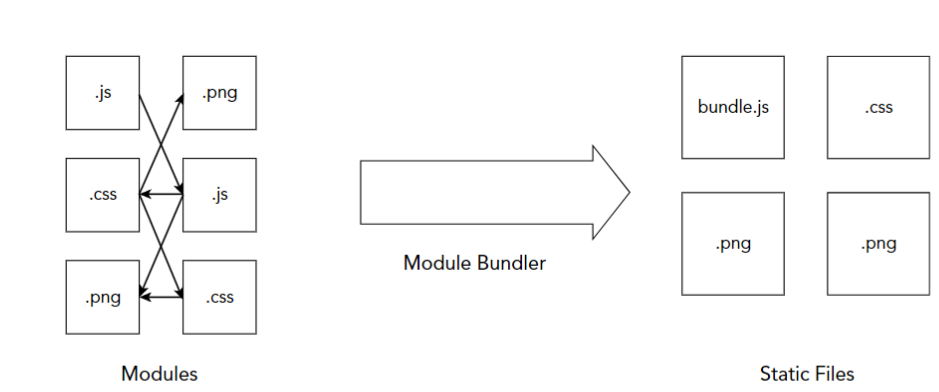 .js
.png
.css
.js
.png
.css
Modules
Module Bundler
bundle.js
.css
.png
.png
Static Files